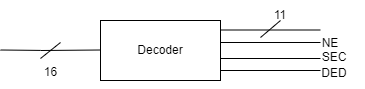 11
Decoder
NE
SEC
DED
16